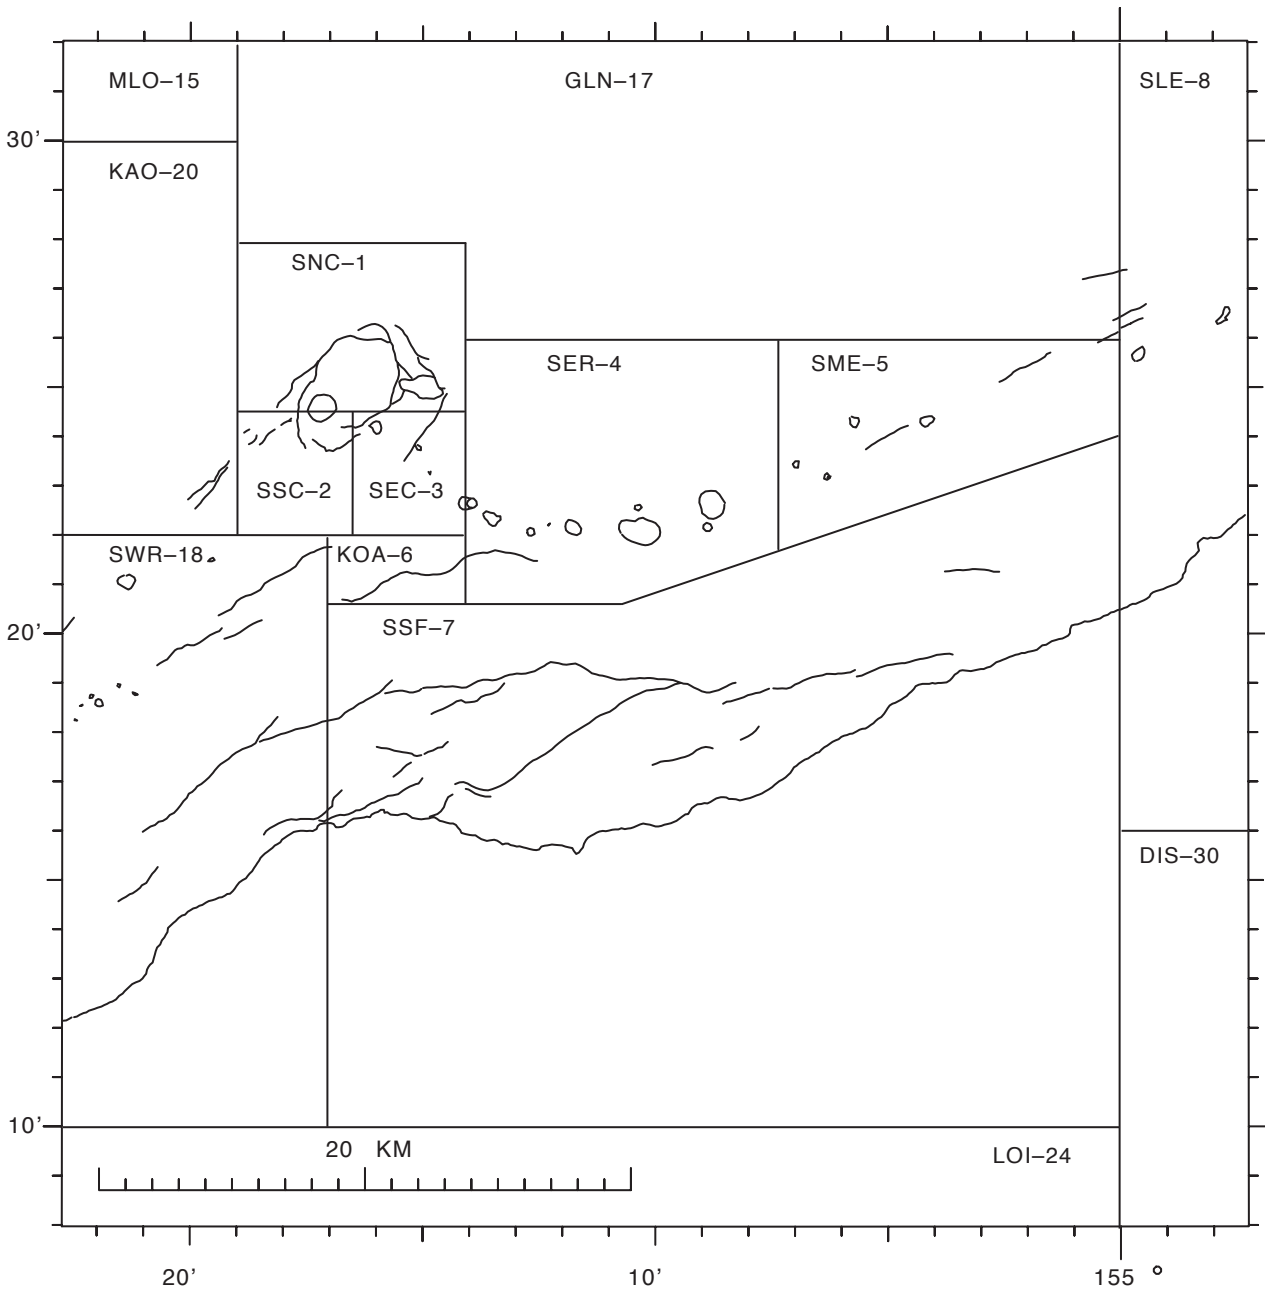 MLO–15 GLN–17 SLE–8
30’
KAO–20
SNC–1
SER–4 SME–5
SSC–2 SEC–3
SWR–18 KOA–6
20’ SSF–7
DIS–30
10’
20 KM LOI–24
20’ 10’ 155 °